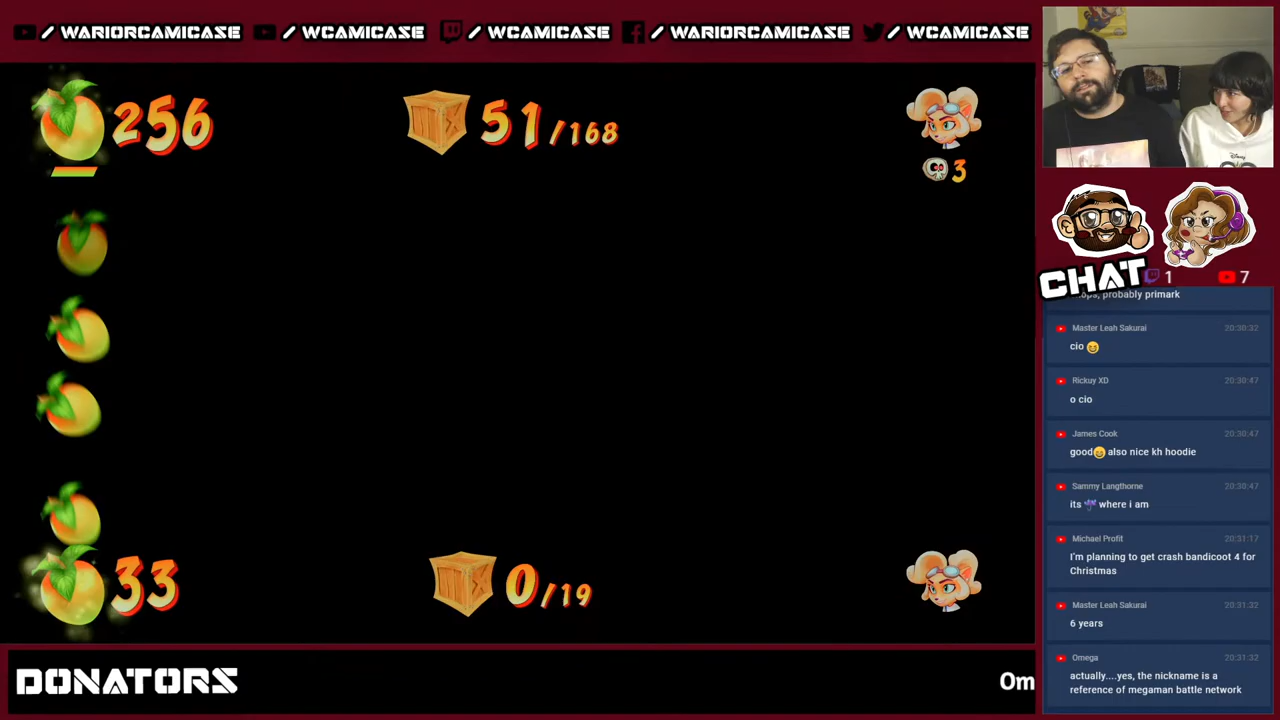 / WARIORCAMICASE / WCAMICASE / WCAMICASE / WARIORCAMICASE / WCAMICASE
256
51/168
3
CHAT 1 7
hops, probably primark
Master Leah Sakurai 20:30:32
cio 😄
Rickuy XD 20:30:47
o cio
James Cook 20:30:47
good😄 also nice kh hoodie
Sammy Langthorne 20:30:47
its ☔ where i am
Michael Profit 20:31:17
I'm planning to get crash bandicoot 4 for
Christmas
Master Leah Sakurai 20:31:32
6 years
Omega 20:31:32
actually....yes, the nickname is a
reference of megaman battle network
33
0/19
DONATORS
Om